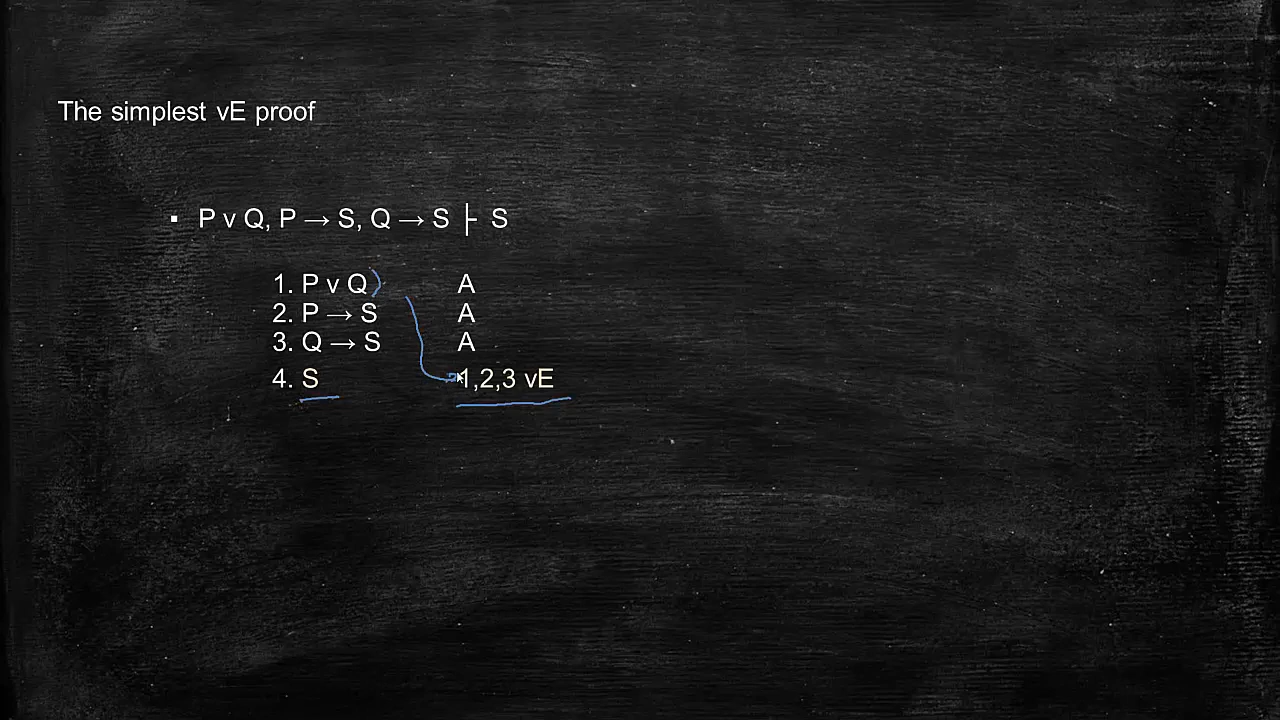 The simplest vE proof
▪ P v Q, P → S, Q → S ├ S
1. P v Q A
2. P → S A
3. Q → S A
4. S 1,2,3 vE